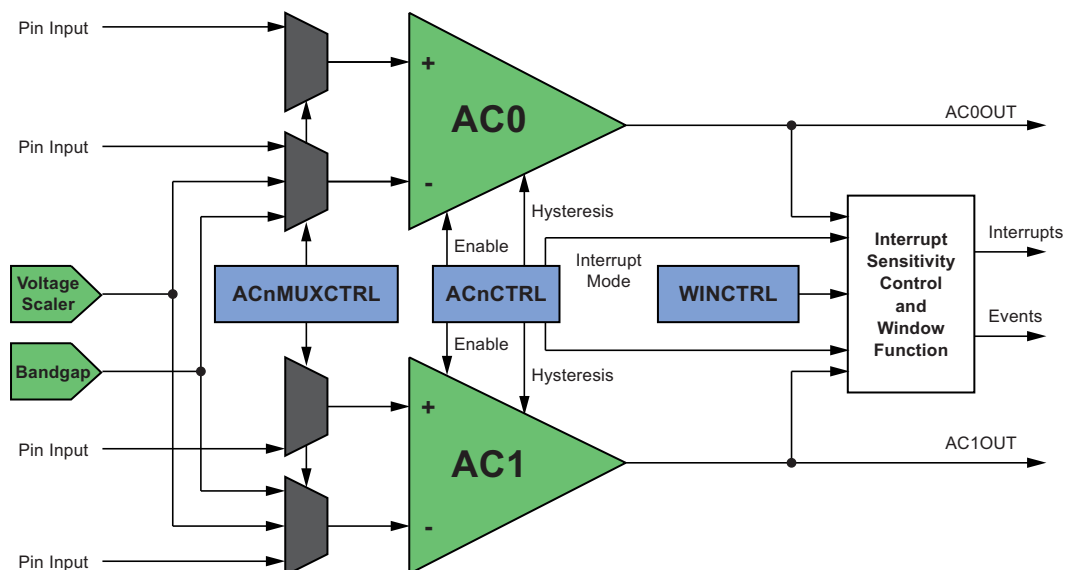 Pin Input
+
AC0
AC0OUT
Pin Input
-
Hysteresis
Enable
Interrupt
Mode
Interrupt
Sensitivity
Control
and
Window
Function
Interrupts
Events
Voltage
Scaler
ACnMUXCTRL
ACnCTRL
WINCTRL
Bandgap
Enable
Hysteresis
+
Pin Input
AC1
AC1OUT
-
Pin Input